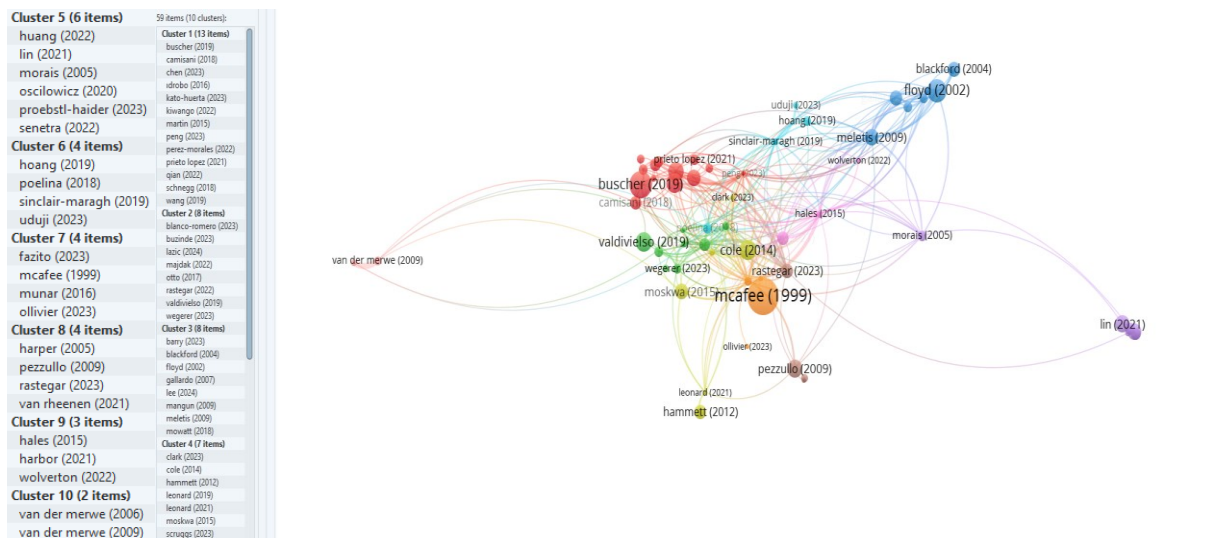 Cluster 5 (6 items)
huang (2022)
lin (2021)
morais (2005)
oscilowicz (2020)
proebstl-haider (2023)
senetra (2022)
Cluster 6 (4 items)
hoang (2019)
poelina (2018)
sinclair-maragh (2019)
uduji (2023)
Cluster 7 (4 items)
fazito (2023)
mcafee (1999)
munar (2016)
ollivier (2023)
Cluster 8 (4 items)
harper (2005)
pezzullo (2009)
rastegar (2023)
van rheenen (2021)
Cluster 9 (3 items)
hales (2015)
harbor (2021)
wolverton (2022)
Cluster 10 (2 items)
van der merwe (2006)
van der merwe (2009)
59 items (10 clusters):
Cluster 1 (13 items)
buscher (2019)
camisani (2018)
chen (2023)
idrobo (2016)
kato-huerta (2023)
kiwango (2022)
martin (2015)
peng (2023)
perez-morales (2022)
prieto lopez (2021)
qian (2022)
schnegg (2018)
wang (2019)
Cluster 2 (8 items)
blanco-romero (2023)
buzinde (2023)
lazic (2024)
majdak (2022)
otto (2017)
rastegar (2022)
valdivielso (2019)
wegerer (2023)
Cluster 3 (8 items)
barry (2023)
blackford (2004)
floyd (2002)
gallardo (2007)
lee (2024)
mangun (2009)
meletis (2009)
mowatt (2018)
Cluster 4 (7 items)
clark (2023)
cole (2014)
hammett (2012)
leonard (2019)
leonard (2021)
moskwa (2015)
scruggs (2023)
blackford (2004)
floyd (2002)
uduji (2023)
hoang (2019)
meletis (2009)
sinclair-maragh (2019)
prieto lopez (2021)
wolverton (2022)
peng (2023)
buscher (2019)
clark (2023)
camisani (2018)
hales (2015)
morais (2005)
valdivielso (2019)
cole (2014)
van der merwe (2009)
wegerer (2023)
rastegar (2023)
moskwa (2015)
mcafee (1999)
lin (2021)
ollivier (2023)
pezzullo (2009)
leonard (2021)
hammett (2012)